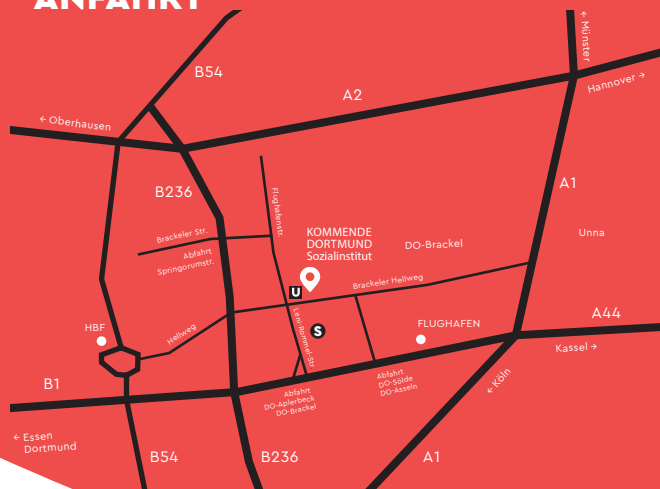 ANFAHRT
← Münster
B54
Hannover →
A2
← Oberhausen
A1
B236
Flughafenstr.
Brackeler Str.
Abfahrt
Springorumstr.
KOMMENDE
DORTMUND
Sozialinstitut
DO-Brackel
Unna
U
Brackeler Hellweg
A44
HBF
Hellweg
Leni-Rommel-Str.
S
FLUGHAFEN
Kassel →
B1
Abfahrt
DO-Aplerbeck
DO-Brackel
Abfahrt
DO-Sölde
DO-Asseln
← Köln
← Essen
Dortmund
B54
B236
A1